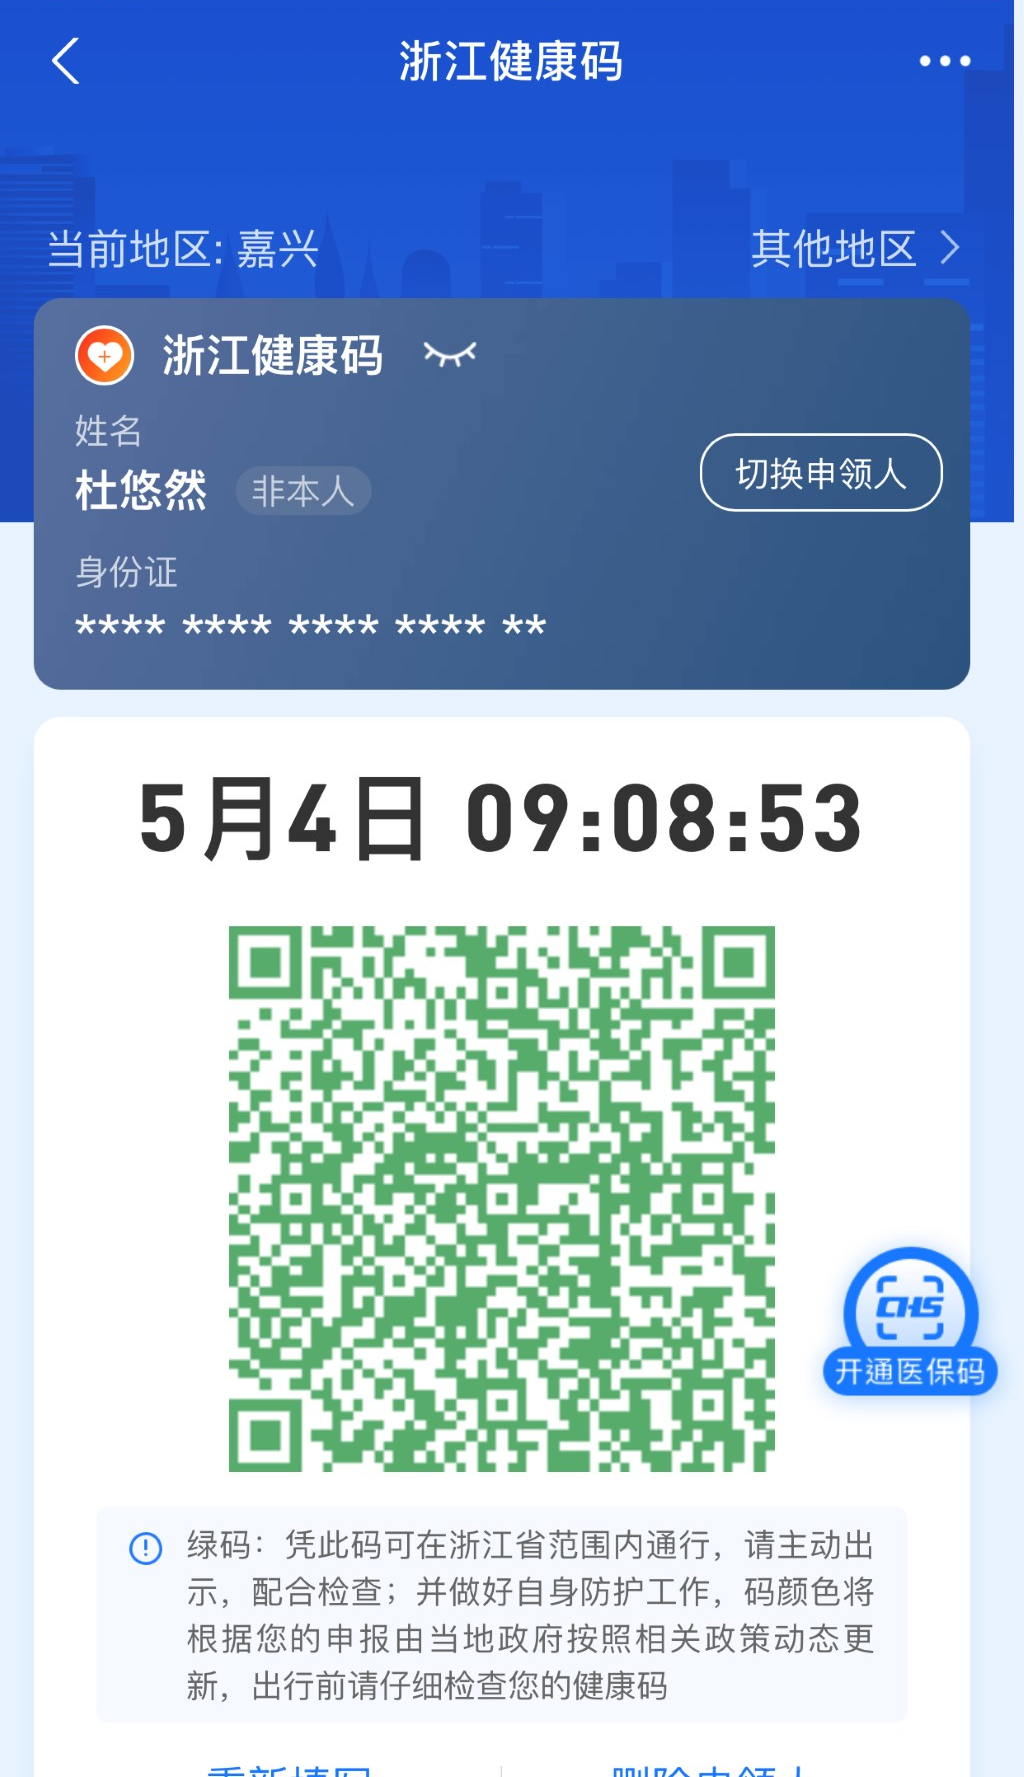 浙江健康码
当前地区: 嘉兴
其他地区
浙江健康码
姓名
杜悠然 非本人
切换申领人
身份证
**** **** **** **** **
5月4日 09:08:53
CHS
开通医保码
绿码：凭此码可在浙江省范围内通行，请主动出
示，配合检查；并做好自身防护工作，码颜色将
根据您的申报由当地政府按照相关政策动态更
新，出行前请仔细检查您的健康码